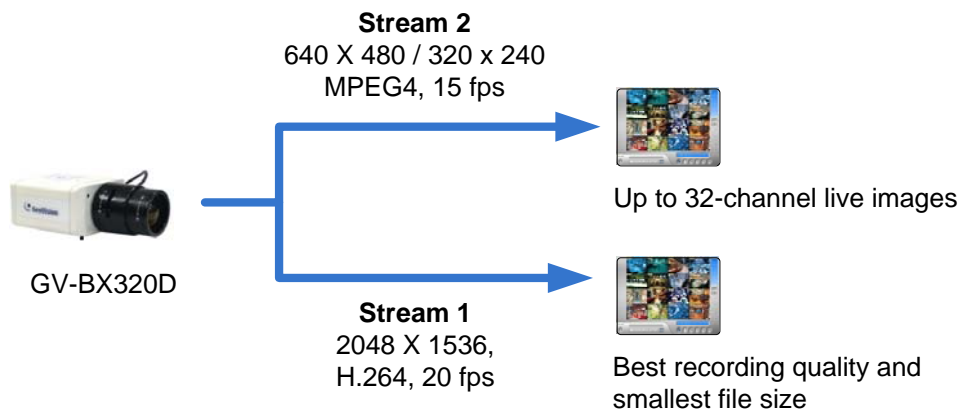 Stream 2
640 X 480 / 320 x 240
MPEG4, 15 fps
Up to 32-channel live images
GeoVision
GV-BX320D
Stream 1
2048 X 1536,
H.264, 20 fps
Best recording quality and
smallest file size